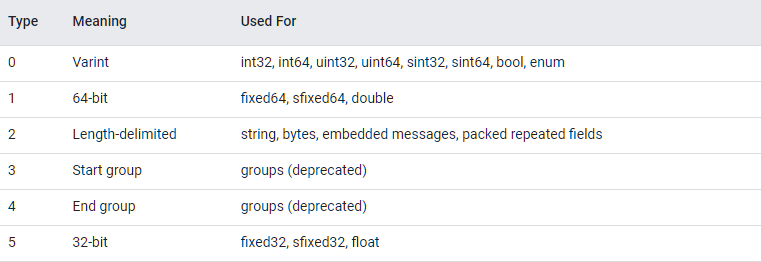 Type Meaning Used For
0 Varint int32, int64, uint32, uint64, sint32, sint64, bool, enum
1 64-bit fixed64, sfixed64, double
2 Length-delimited string, bytes, embedded messages, packed repeated fields
3 Start group groups (deprecated)
4 End group groups (deprecated)
5 32-bit fixed32, sfixed32, float